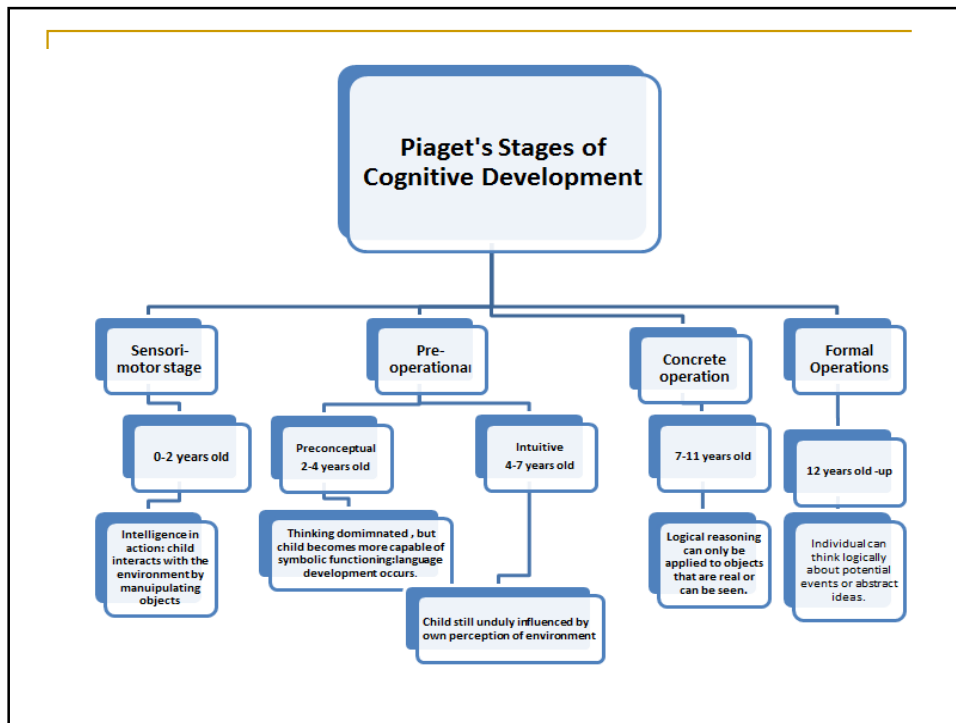 Piaget's Stages of
Cognitive Development
Sensori-
motor stage
Pre-
operational
Concrete
operation
Formal
Operations
0-2 years old
Preconceptual
2-4 years old
Intuitive
4-7 years old
7-11 years old
12 years old -up
Intelligence in
action: child
interacts with the
environment by
manuipulating
objects
Thinking domimnated , but
child becomes more capable of
symbolic functioning:language
development occurs.
Child still unduly influenced by
own perception of environment
Logical reasoning
can only be
applied to objects
that are real or
can be seen.
Individual can
think logically
about potential
events or abstract
ideas.